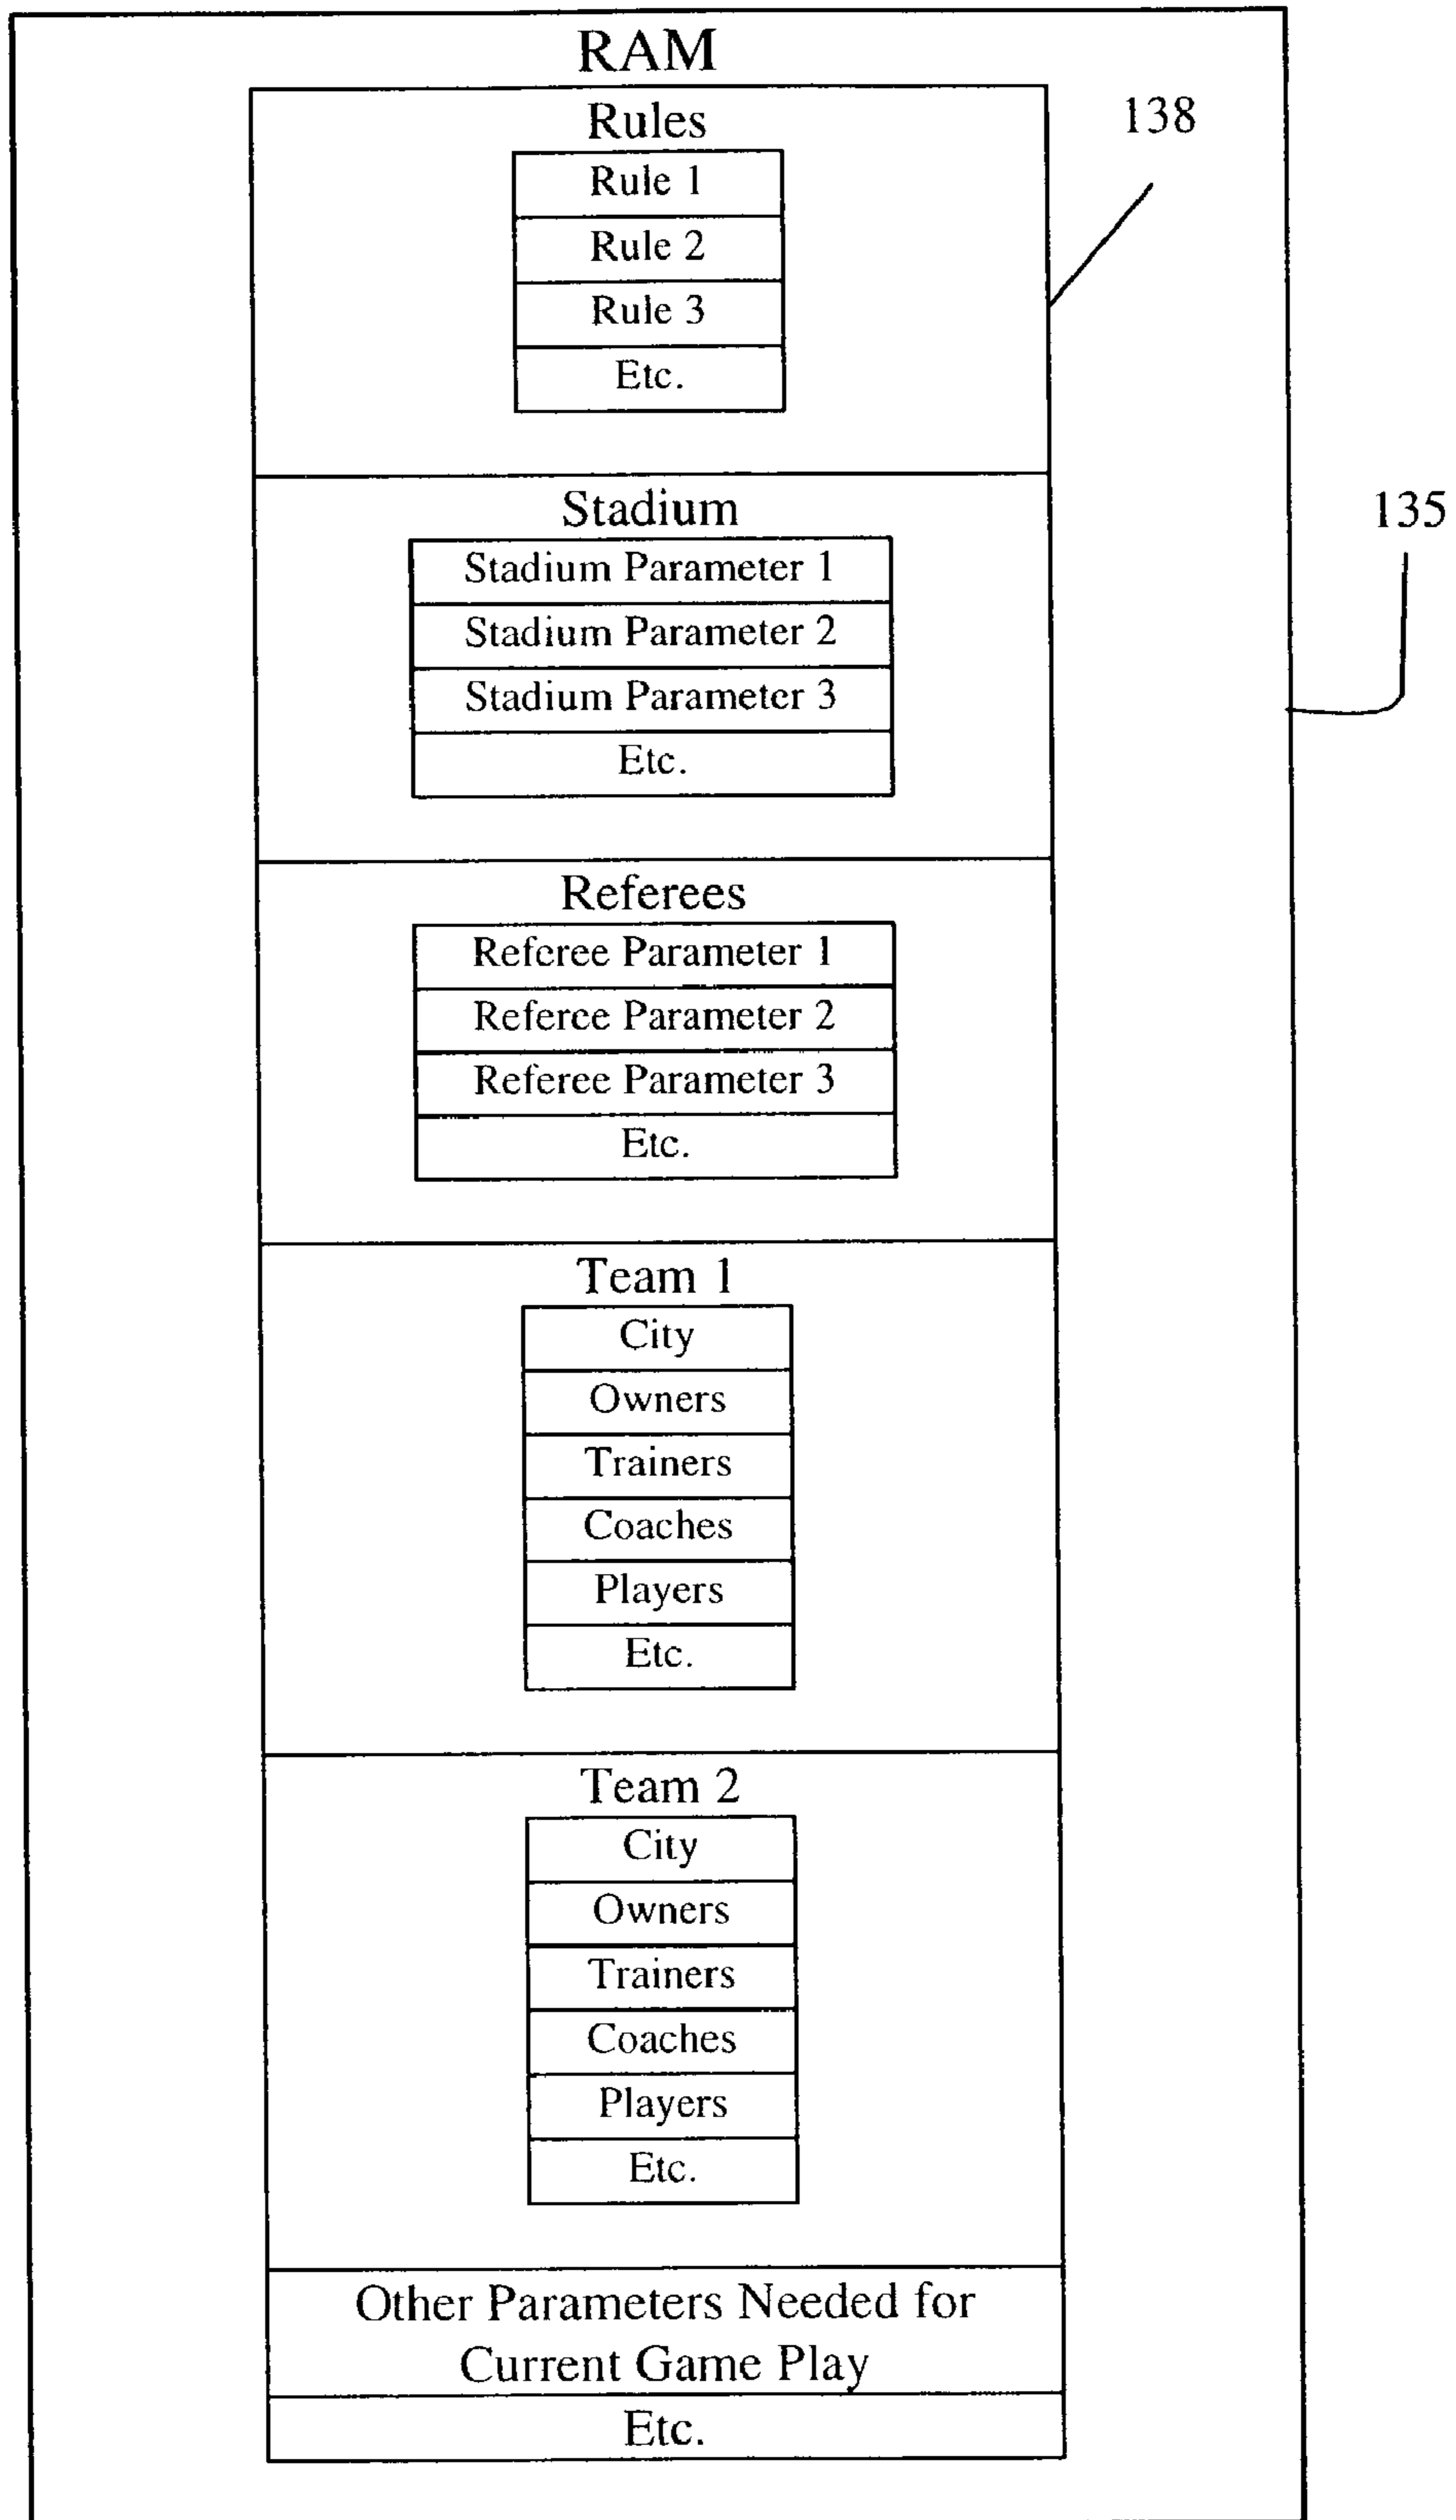 RAM
Rules
138
Rule 1
Rule 2
Rule 3
Etc.
Stadium
135
Stadium Parameter 1
Stadium Parameter 2
Stadium Parameter 3
Etc.
Referees
Referee Parameter 1
Referee Parameter 2
Referee Parameter 3
Etc.
Team 1
City
Owners
Trainers
Coaches
Players
Etc.
Team 2
City
Owners
Trainers
Coaches
Players
Etc.
Other Parameters Needed for
Current Game Play
Etc.